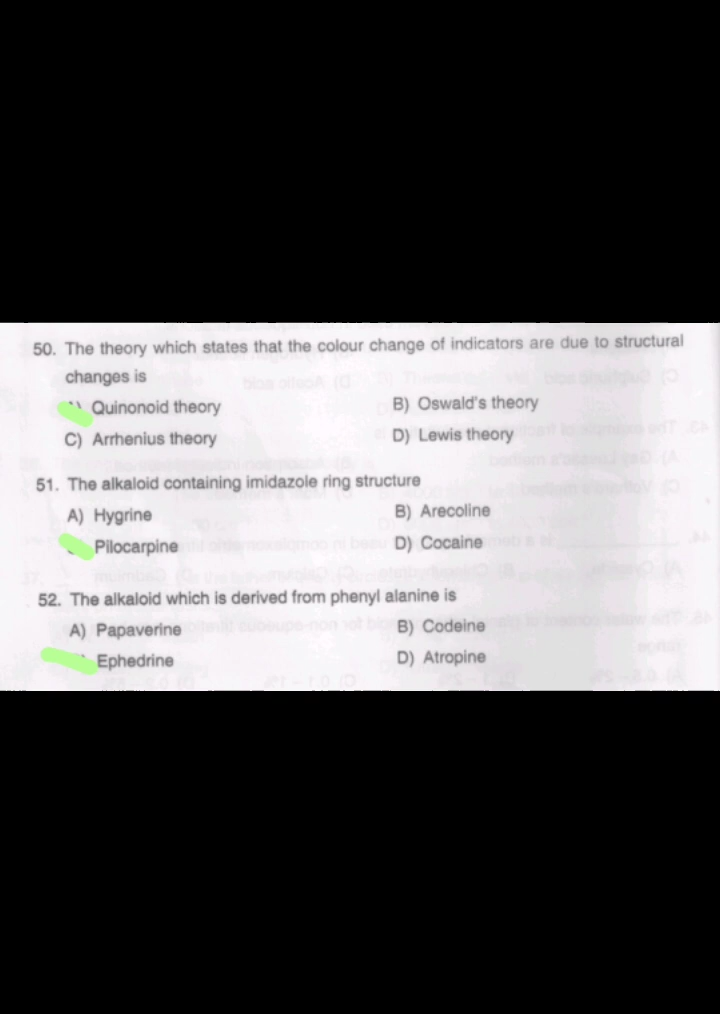 50. The theory which states that the colour change of indicators are due to structural
changes is
Quinonoid theory
B) Oswald's theory
C) Arrhenius theory
D) Lewis theory
51. The alkaloid containing imidazole ring structure
A) Hygrine
B) Arecoline
Pilocarpine
D) Cocaine
52. The alkaloid which is derived from phenyl alanine is
A) Papaverine
B) Codeine
Ephedrine
D) Atropine